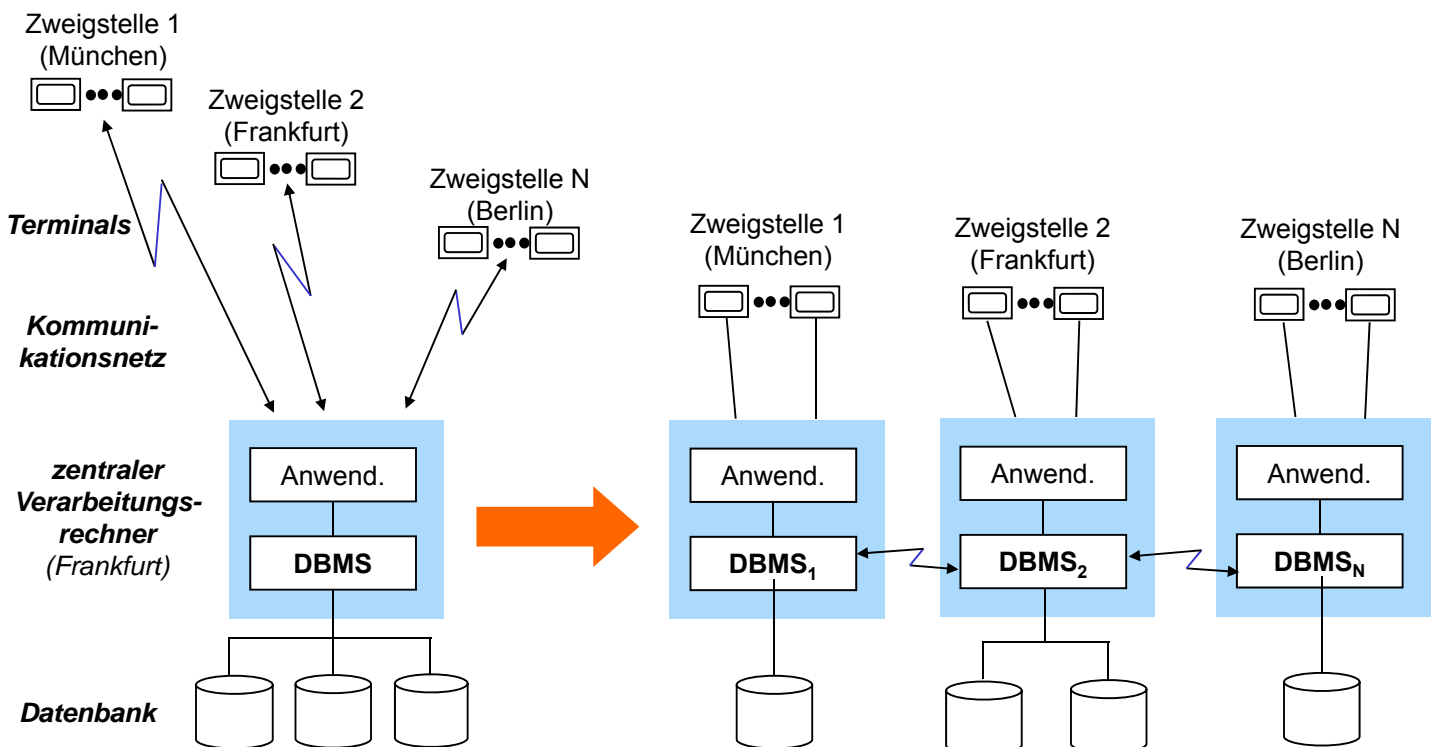 Zweigstelle 1
(München)
Zweigstelle 2
(Frankfurt)
Zweigstelle N
(Berlin)
Terminals
Kommuni-
kationsnetz
zentraler
Verarbeitungs-
rechner
(Frankfurt)
Anwend.
DBMS
Datenbank
Zweigstelle 1
(München)
Anwend.
DBMS₁
Zweigstelle 2
(Frankfurt)
Anwend.
DBMS₂
Zweigstelle N
(Berlin)
Anwend.
DBMSN